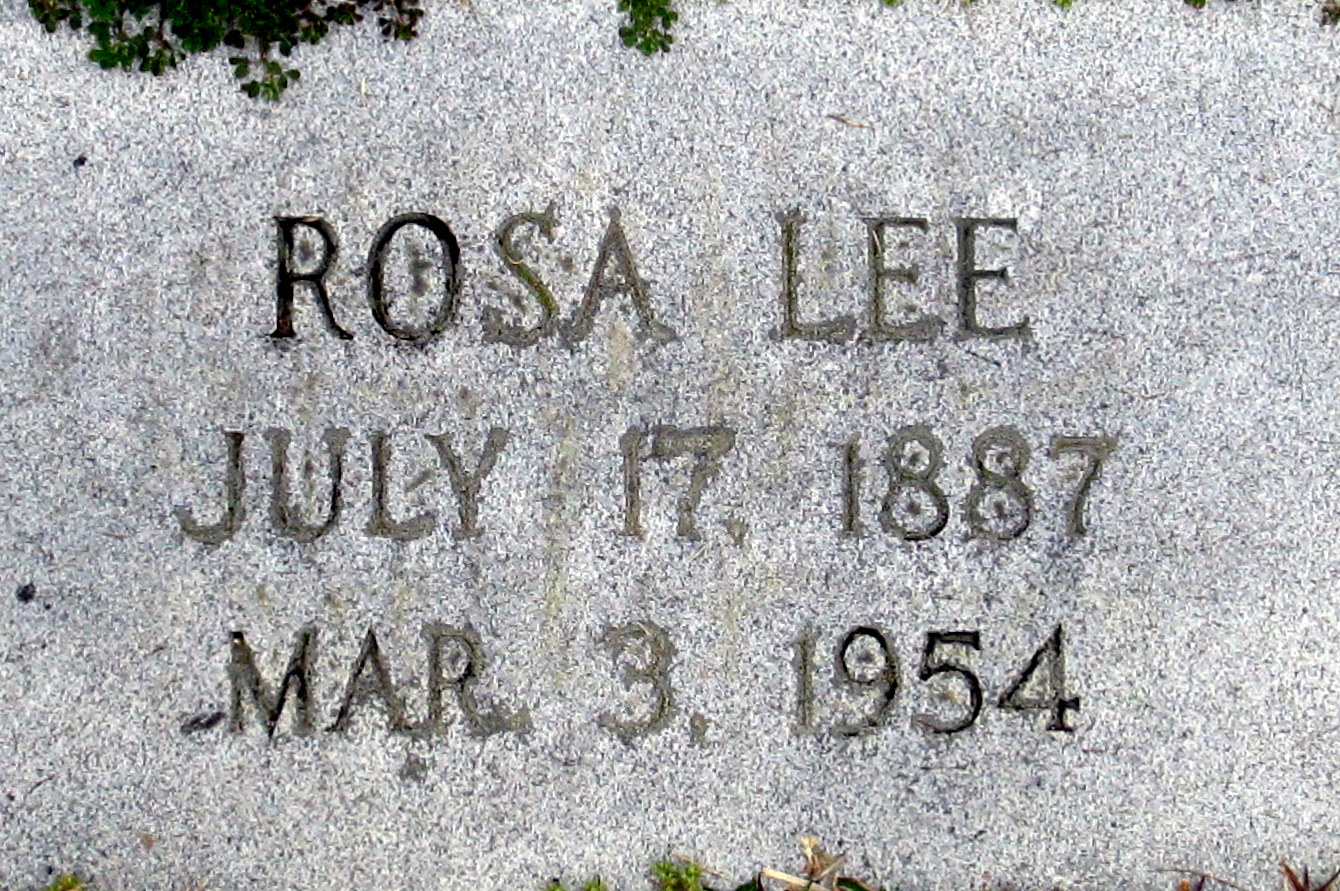 ROSA LEE
JULY 17, 1887
MAR. 3, 1954